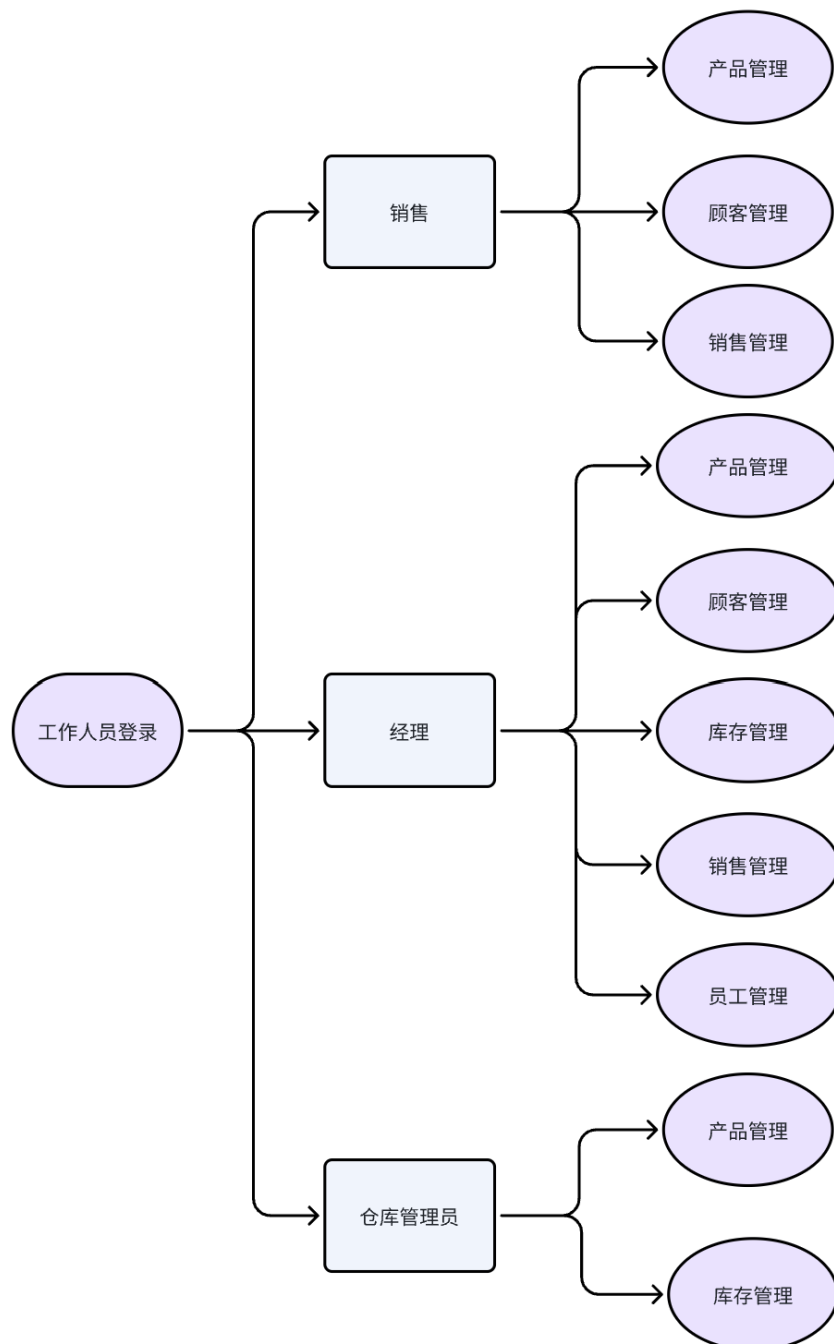 产品管理
销售
顾客管理
销售管理
产品管理
顾客管理
工作人员登录
经理
库存管理
销售管理
员工管理
产品管理
仓库管理员
库存管理